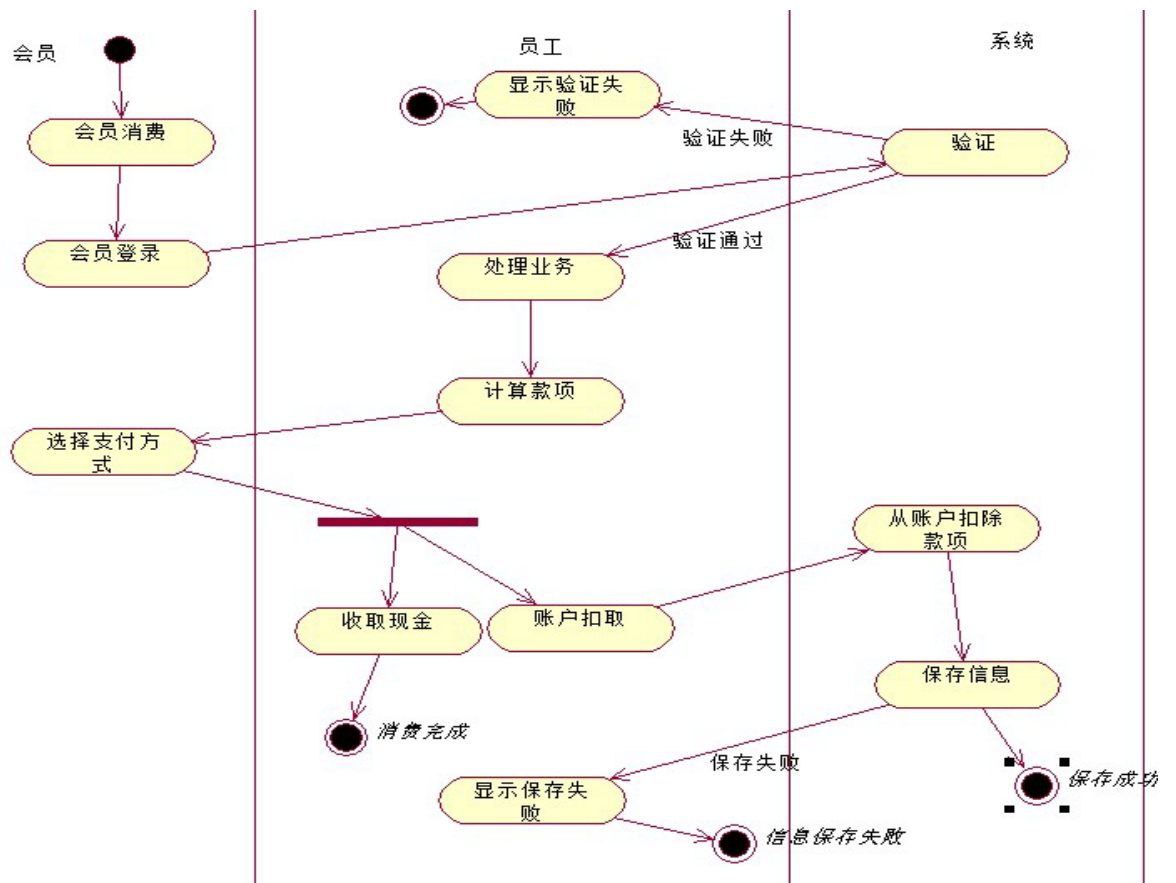 会员
员工
系统
显示验证失
败
会员消费
验证失败
验证
会员登录
验证通过
处理业务
计算款项
选择支付方
式
从账户扣除
款项
收取现金
账户扣取
保存信息
消费完成
保存失败
保存成功
显示保存失
败
信息保存失败